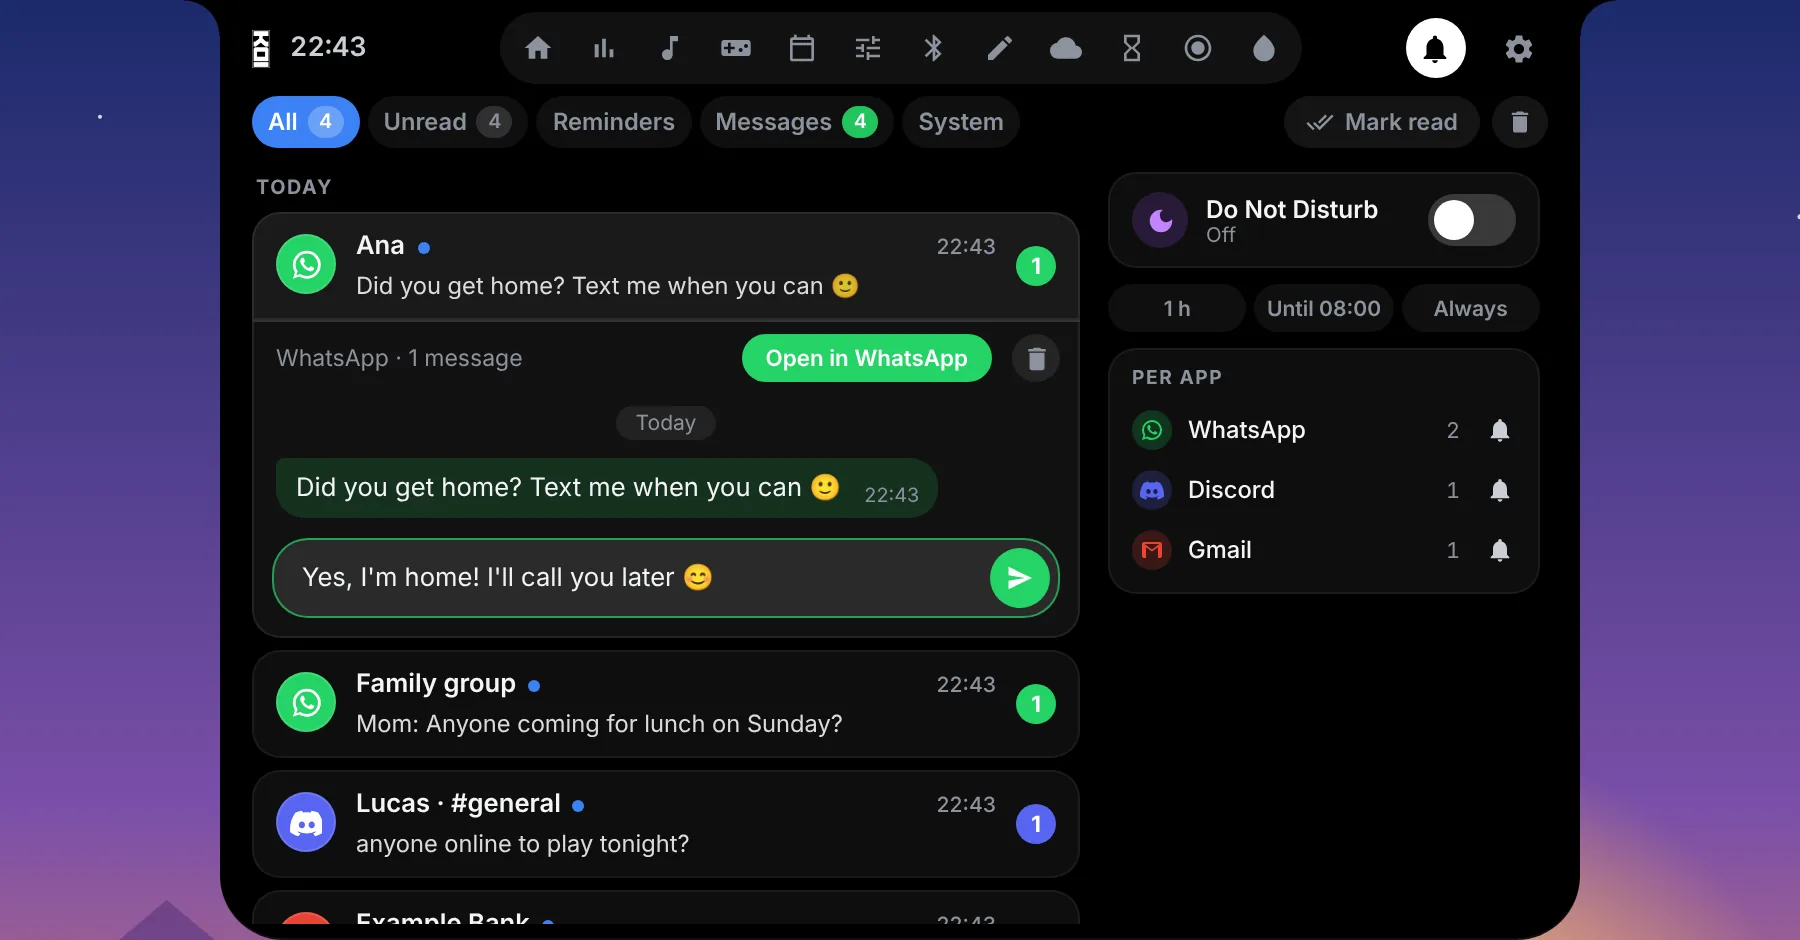 22:43
All 4
Unread 4
Reminders
Messages 4
System
Mark read
TODAY
Ana
22:43
Did you get home? Text me when you can 🙂
1
WhatsApp · 1 message
Open in WhatsApp
Today
Did you get home? Text me when you can 🙂 22:43
Yes, I'm home! I'll call you later 😊
Family group
22:43
Mom: Anyone coming for lunch on Sunday?
1
Lucas · #general
22:43
anyone online to play tonight?
1
Example Bank
22:43
Do Not Disturb
Off
1 h
Until 08:00
Always
PER APP
WhatsApp 2
Discord 1
Gmail 1